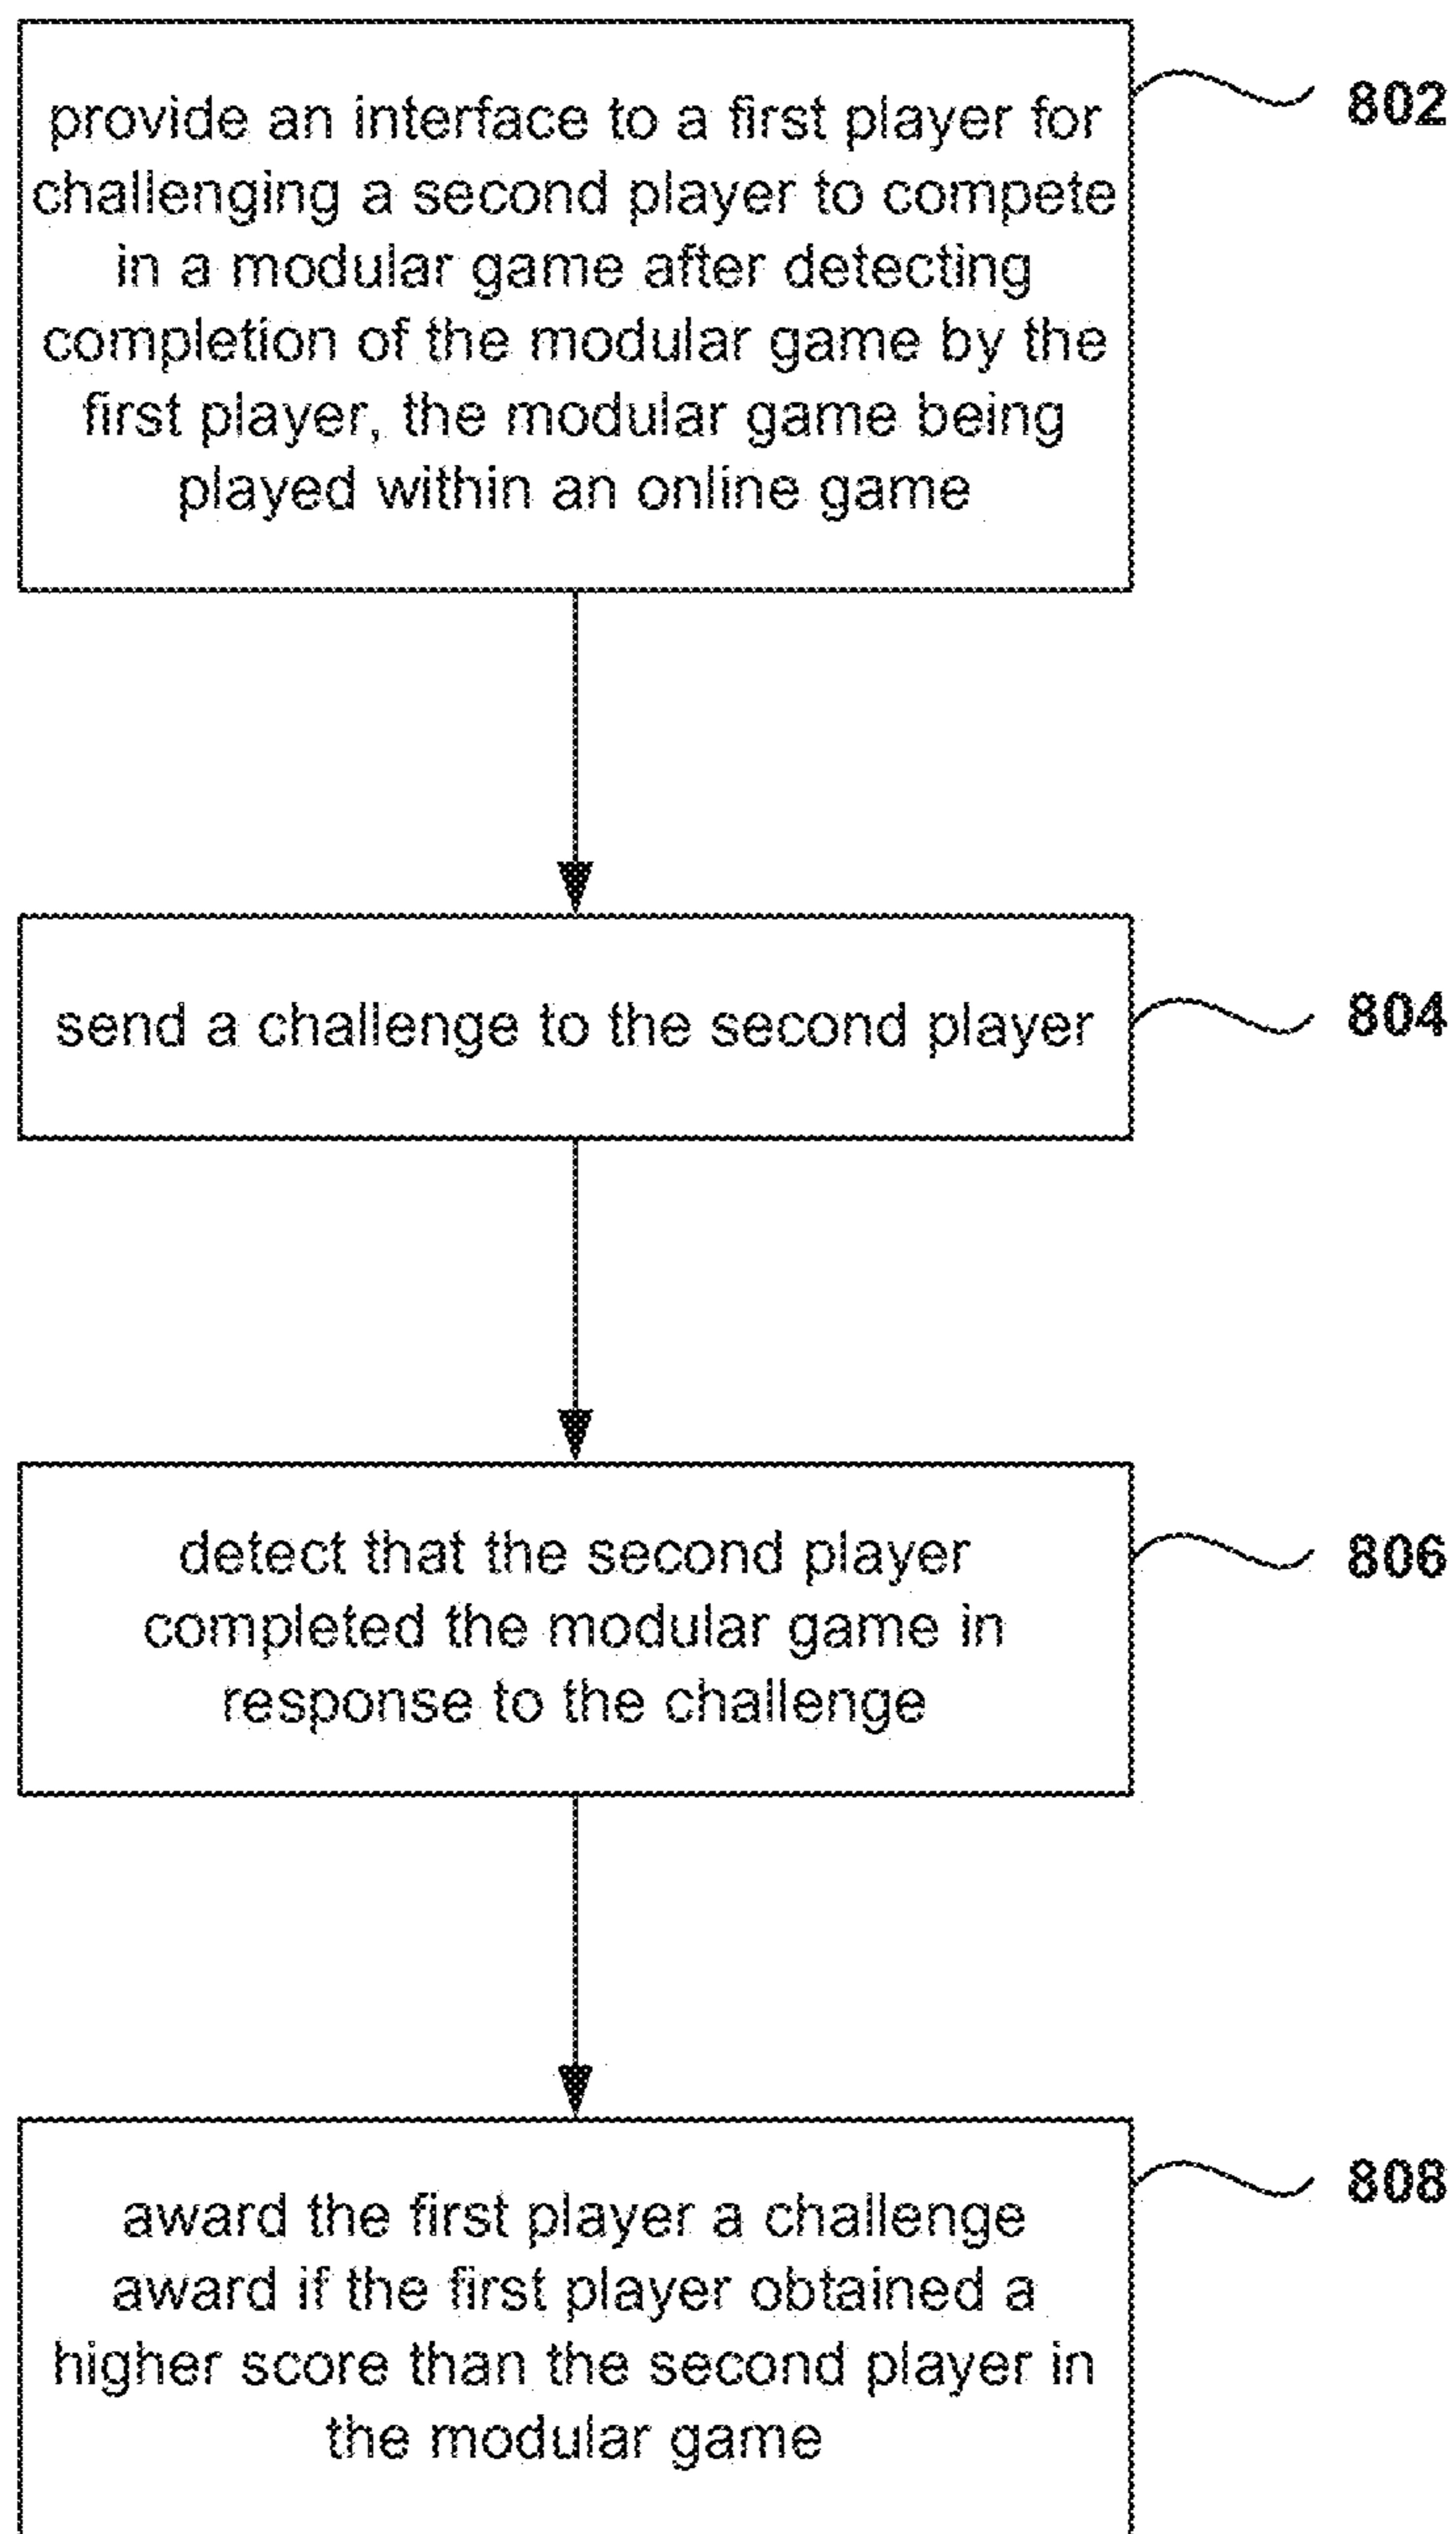 provide an interface to a first player for
challenging a second player to compete
in a modular game after detecting
completion of the modular game by the
first player, the modular game being
played within an online game
802
send a challenge to the second player
804
detect that the second player
completed the modular game in
response to the challenge
806
award the first player a challenge
award if the first player obtained a
higher score than the second player in
the modular game
808